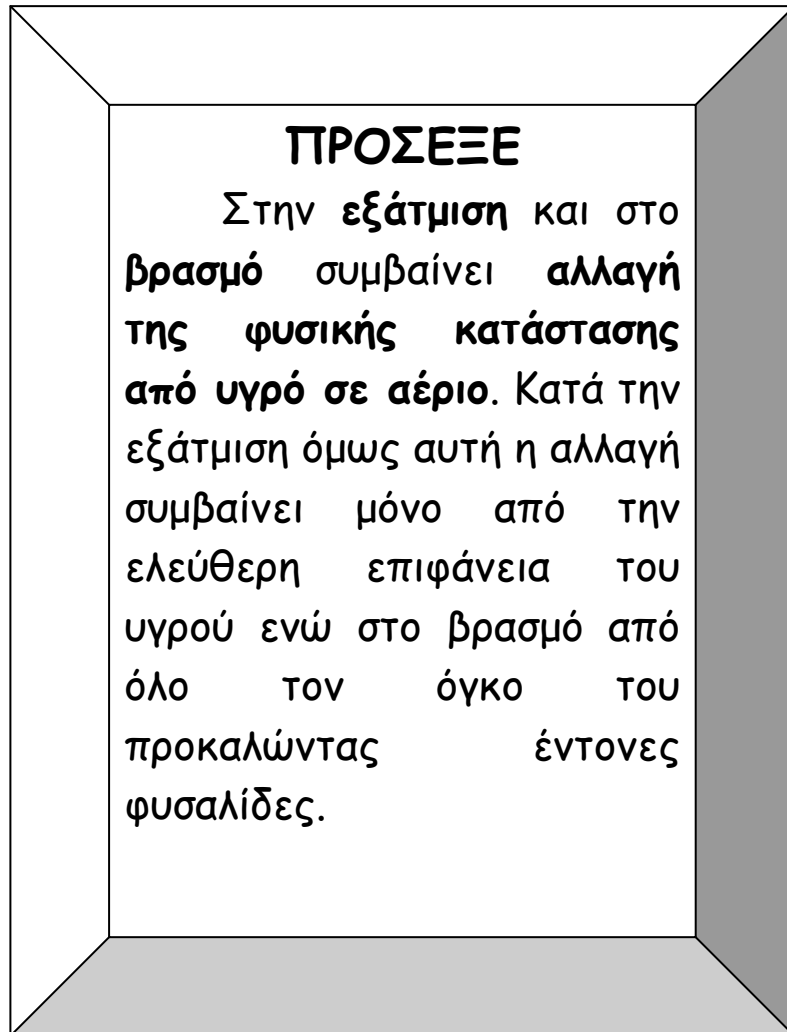 ΠΡΟΣΕΞΕ
Στην εξάτμιση και στο
βρασμό συμβαίνει αλλαγή
της φυσικής κατάστασης
από υγρό σε αέριο. Κατά την
εξάτμιση όμως αυτή η αλλαγή
συμβαίνει μόνο από την
ελεύθερη επιφάνεια του
υγρού ενώ στο βρασμό από
όλο τον όγκο του
προκαλώντας έντονες
φυσαλίδες.